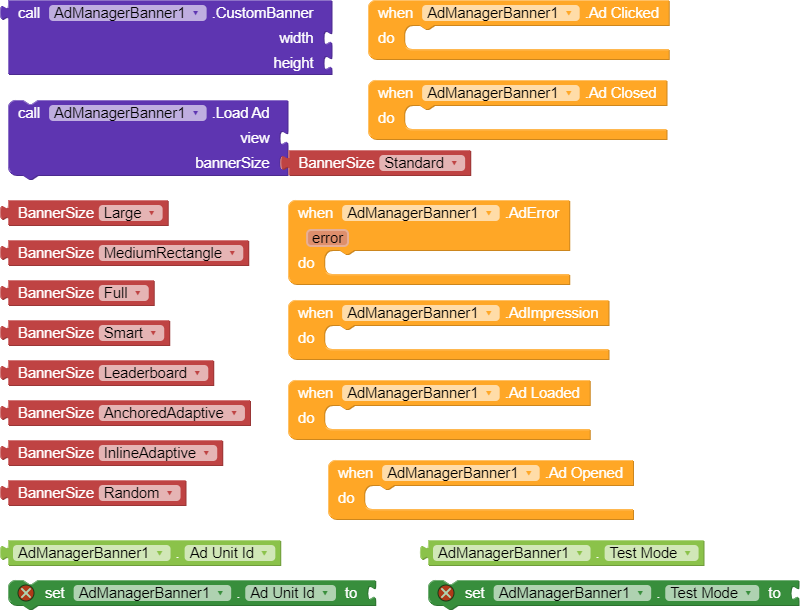 call AdManagerBanner1 .CustomBanner
width
height
when AdManagerBanner1 .Ad Clicked
do
when AdManagerBanner1 .Ad Closed
do
call AdManagerBanner1 .Load Ad
view
bannerSize BannerSize Standard
BannerSize Large
BannerSize MediumRectangle
BannerSize Full
BannerSize Smart
BannerSize Leaderboard
BannerSize AnchoredAdaptive
BannerSize InlineAdaptive
BannerSize Random
when AdManagerBanner1 .AdError
error
do
when AdManagerBanner1 .AdImpression
do
when AdManagerBanner1 .Ad Loaded
do
when AdManagerBanner1 .Ad Opened
do
AdManagerBanner1 . Ad Unit Id
AdManagerBanner1 . Test Mode
set AdManagerBanner1 . Ad Unit Id to
set AdManagerBanner1 . Test Mode to